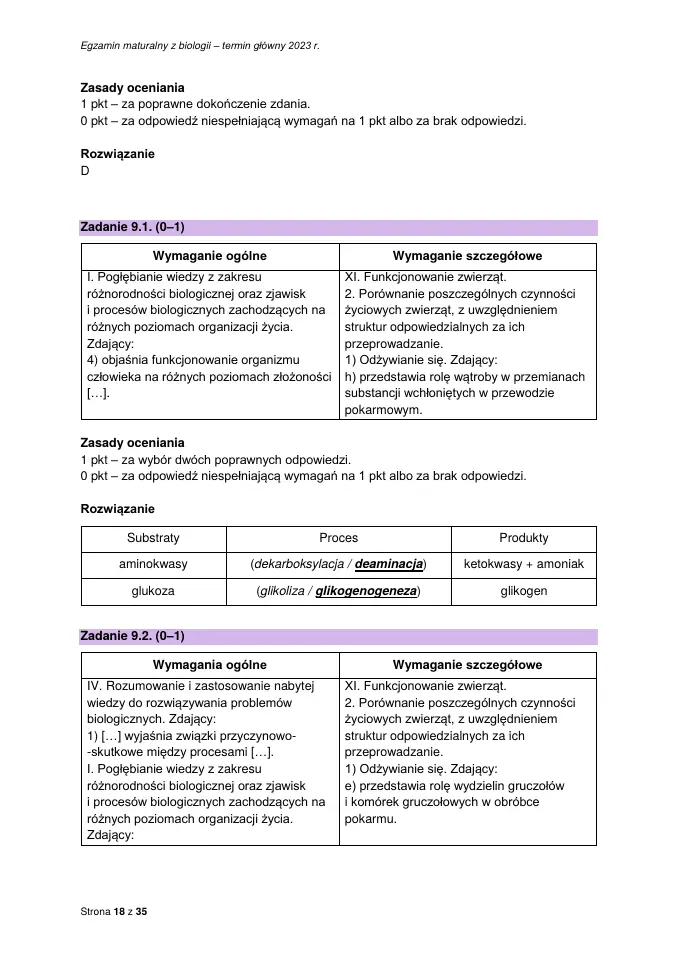 Egzamin maturalny z biologii – termin główny 2023 r.
Zasady oceniania
1 pkt – za poprawne dokończenie zdania.
0 pkt – za odpowiedź niespełniającą wymagań na 1 pkt albo za brak odpowiedzi.
Rozwiązanie
D
Zadanie 9.1. (0–1)
Wymaganie ogólne
Wymaganie szczegółowe
I. Pogłębianie wiedzy z zakresu
różnorodności biologicznej oraz zjawisk
i procesów biologicznych zachodzących na
różnych poziomach organizacji życia.
Zdający:
4) objaśnia funkcjonowanie organizmu
człowieka na różnych poziomach złożoności
[…].
XI. Funkcjonowanie zwierząt.
2. Porównanie poszczególnych czynności
życiowych zwierząt, z uwzględnieniem
struktur odpowiedzialnych za ich
przeprowadzanie.
1) Odżywianie się. Zdający:
h) przedstawia rolę wątroby w przemianach
substancji wchłoniętych w przewodzie
pokarmowym.
Zasady oceniania
1 pkt – za wybór dwóch poprawnych odpowiedzi.
0 pkt – za odpowiedź niespełniającą wymagań na 1 pkt albo za brak odpowiedzi.
Rozwiązanie
Substraty Proces Produkty
aminokwasy (dekarboksylacja / deaminacja) ketokwasy + amoniak
glukoza (glikoliza / glikogenogeneza) glikogen
Zadanie 9.2. (0–1)
Wymagania ogólne
Wymaganie szczegółowe
IV. Rozumowanie i zastosowanie nabytej
wiedzy do rozwiązywania problemów
biologicznych. Zdający:
1) […] wyjaśnia związki przyczynowo-
-skutkowe między procesami […].
I. Pogłębianie wiedzy z zakresu
różnorodności biologicznej oraz zjawisk
i procesów biologicznych zachodzących na
różnych poziomach organizacji życia.
Zdający:
XI. Funkcjonowanie zwierząt.
2. Porównanie poszczególnych czynności
życiowych zwierząt, z uwzględnieniem
struktur odpowiedzialnych za ich
przeprowadzanie.
1) Odżywianie się. Zdający:
e) przedstawia rolę wydzielin gruczołów
i komórek gruczołowych w obróbce
pokarmu.
Strona 18 z 35